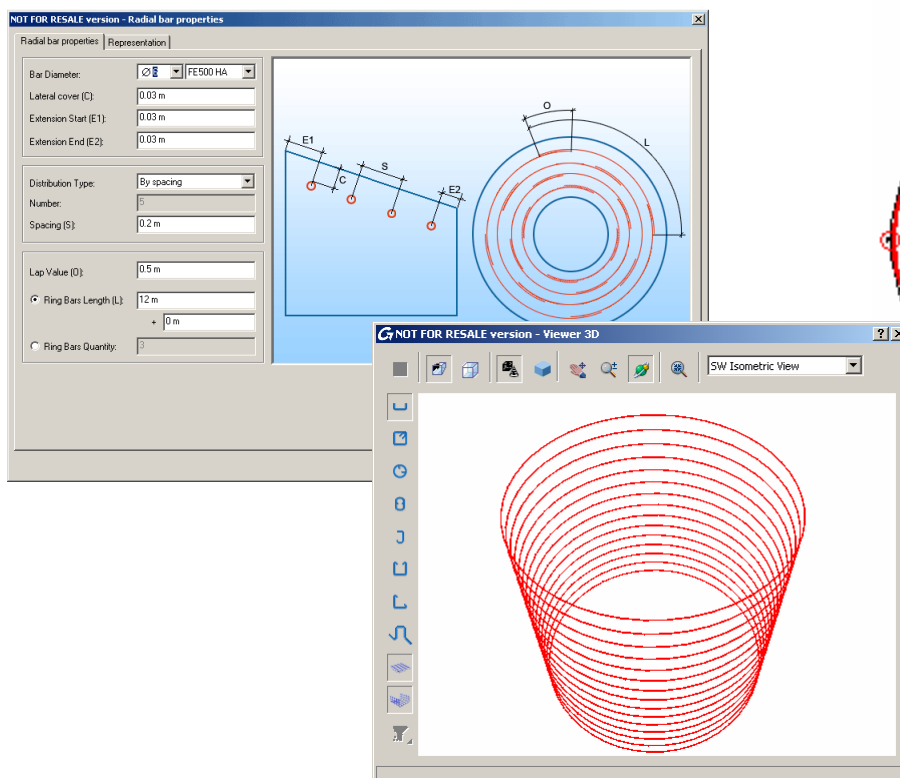 NOT FOR RESALE version - Radial bar properties
Radial bar properties
Representation
Bar Diameter:
Ø 6
FE500 HA
Lateral cover (C):
0.03 m
Extension Start (E1):
0.03 m
Extension End (E2):
0.03 m
Distribution Type:
By spacing
Number:
5
Spacing (S):
0.2 m
Lap Value (O):
0.5 m
Ring Bars Length (L):
12 m
+ 0 m
Ring Bars Quantity:
3
E1
C
S
E2
O
L
NOT FOR RESALE version - Viewer 3D
SW Isometric View